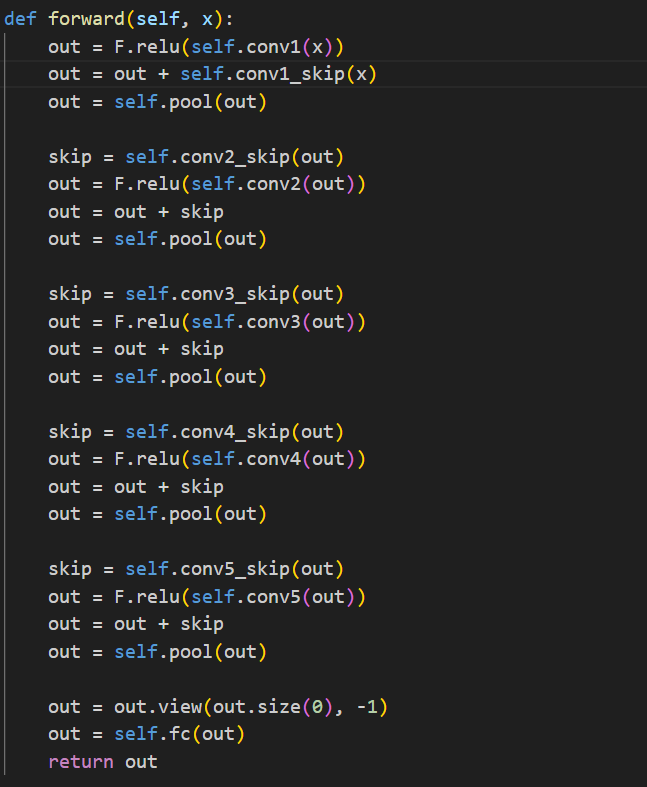 def forward(self, x):
    out = F.relu(self.conv1(x))
    out = out + self.conv1_skip(x)
    out = self.pool(out)

    skip = self.conv2_skip(out)
    out = F.relu(self.conv2(out))
    out = out + skip
    out = self.pool(out)

    skip = self.conv3_skip(out)
    out = F.relu(self.conv3(out))
    out = out + skip
    out = self.pool(out)

    skip = self.conv4_skip(out)
    out = F.relu(self.conv4(out))
    out = out + skip
    out = self.pool(out)

    skip = self.conv5_skip(out)
    out = F.relu(self.conv5(out))
    out = out + skip
    out = self.pool(out)

    out = out.view(out.size(0), -1)
    out = self.fc(out)
    return out